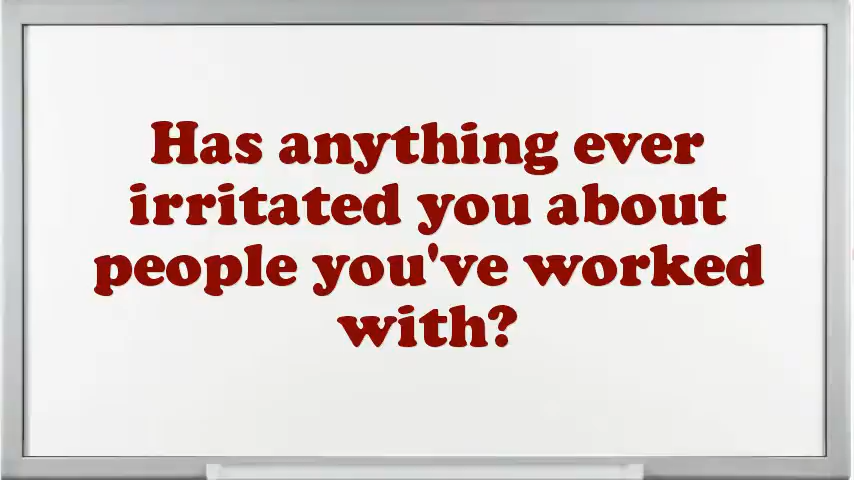 Has anything ever
irritated you about
people you've worked
with?